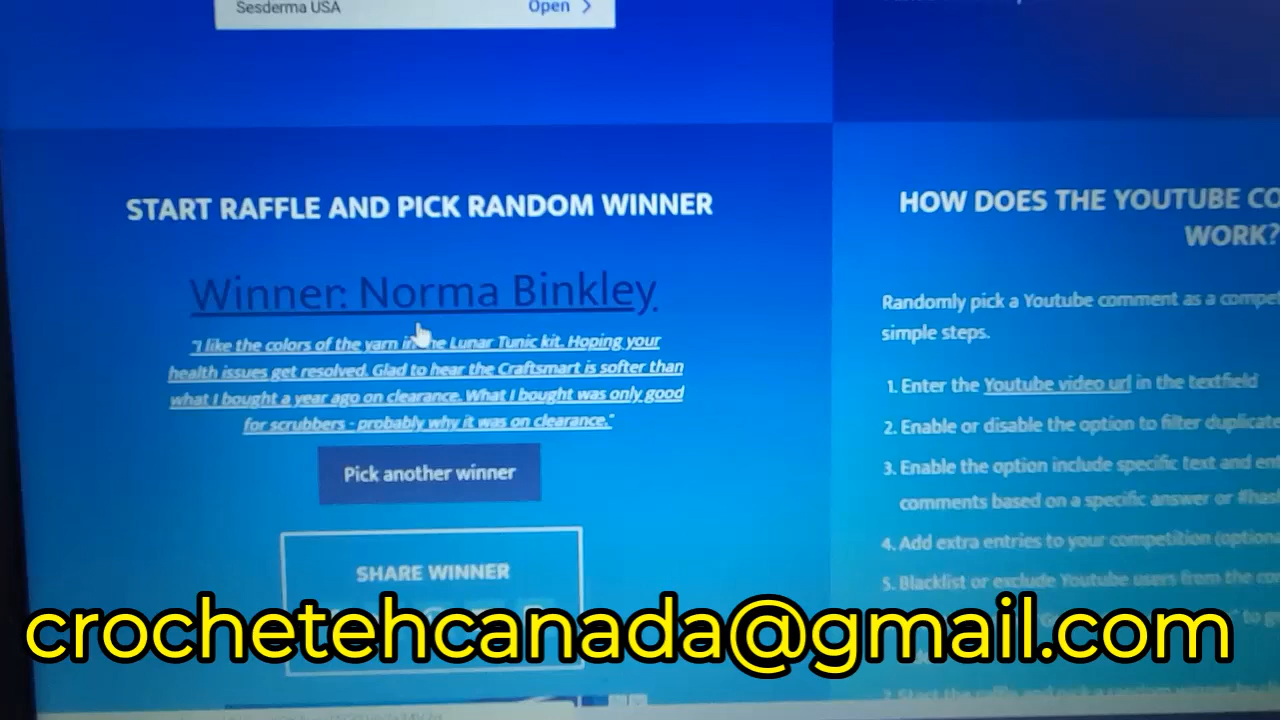 Sesderma USA
Open >
START RAFFLE AND PICK RANDOM WINNER
Winner: Norma Binkley
"I like the colors of the yarn in the Lunar Tunic kit. Hoping your
health issues get resolved. Glad to hear the Craftsmart is softer than
what I bought a year ago on clearance. What I bought was only good
for scrubbers - probably why it was on clearance."
Pick another winner
SHARE WINNER
HOW DOES THE YOUTUBE CO
WORK?
Randomly pick a Youtube comment as a compe
simple steps.
1. Enter the Youtube video url in the textfield
2. Enable or disable the option to filter duplicate
3. Enable the option include specific text and en
comments based on a specific answer or #has
4. Add extra entries to your competition (option
5. Blacklist or exclude Youtube users from the co
crochetehcanada@gmail.com